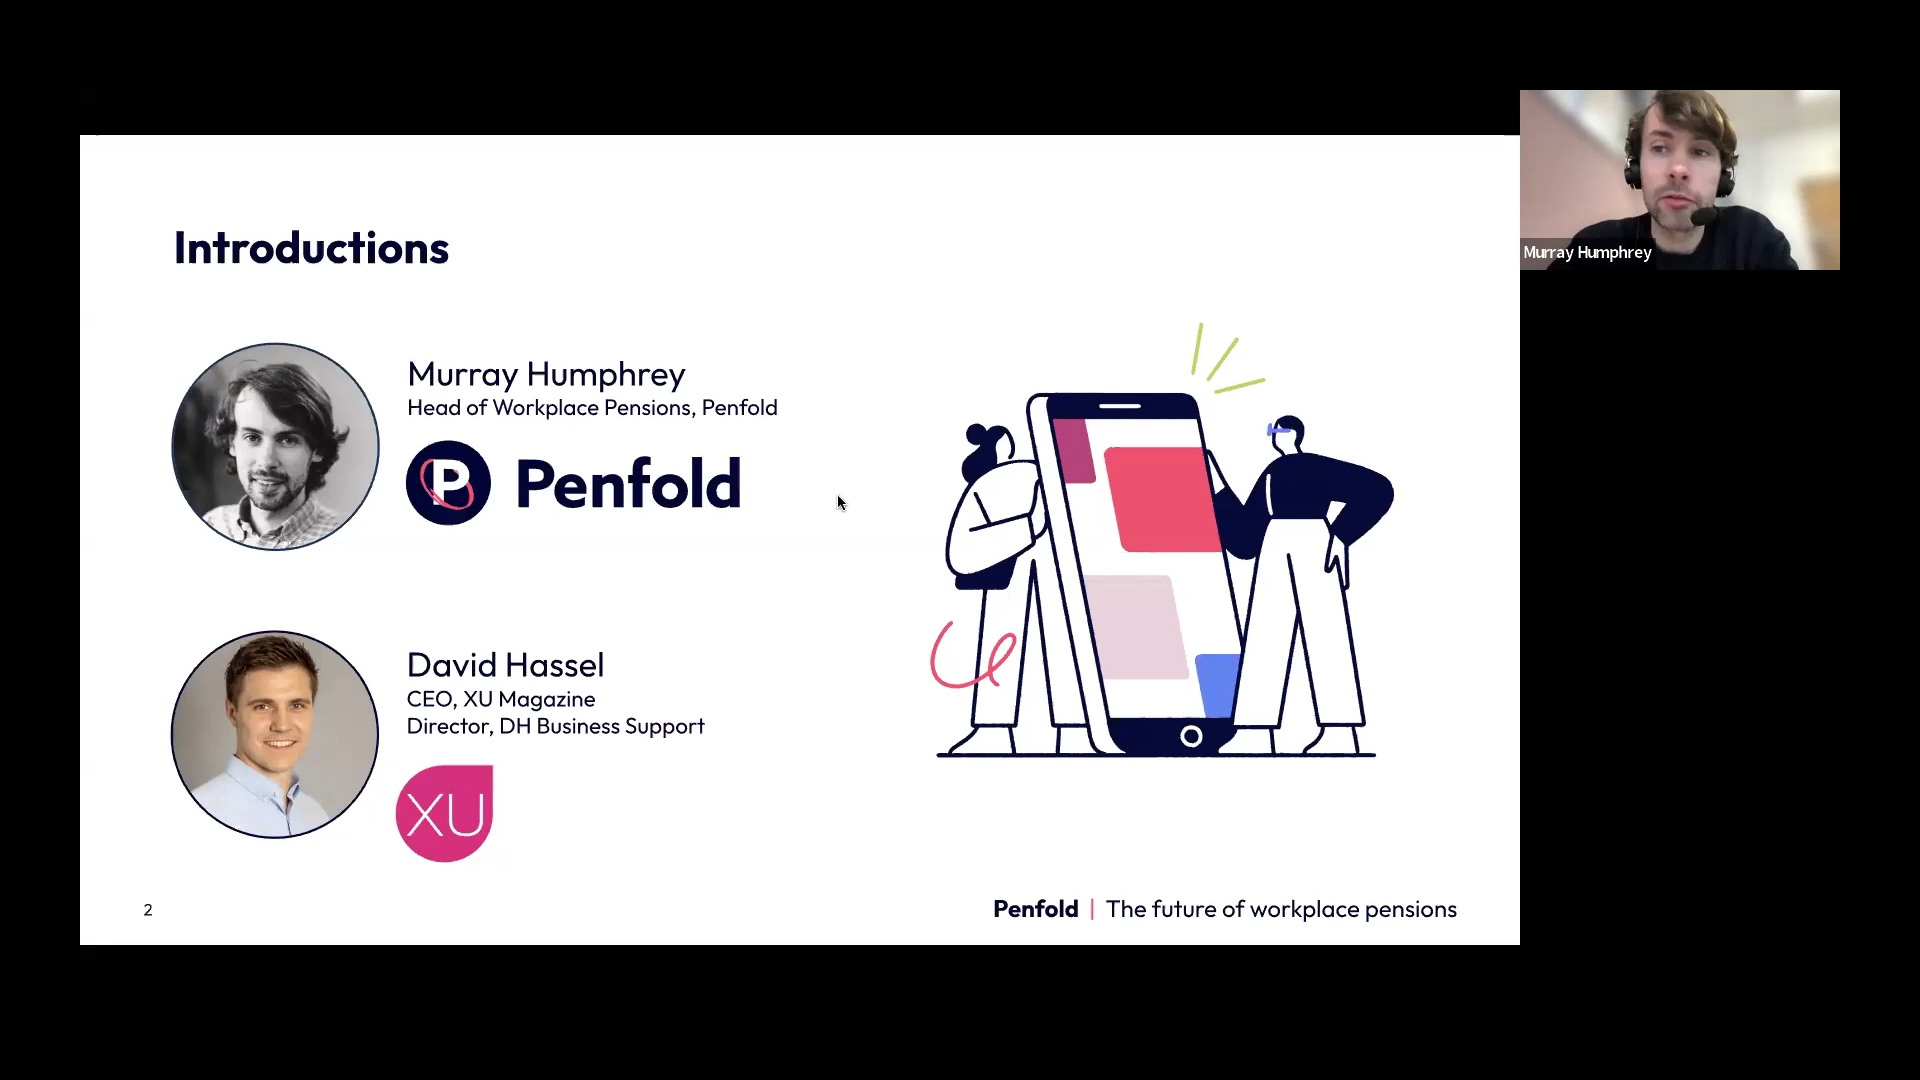 Introductions
Murray Humphrey
Head of Workplace Pensions, Penfold
P Penfold
David Hassel
CEO, XU Magazine
Director, DH Business Support
XU
2
Penfold | The future of workplace pensions
Murray Humphrey